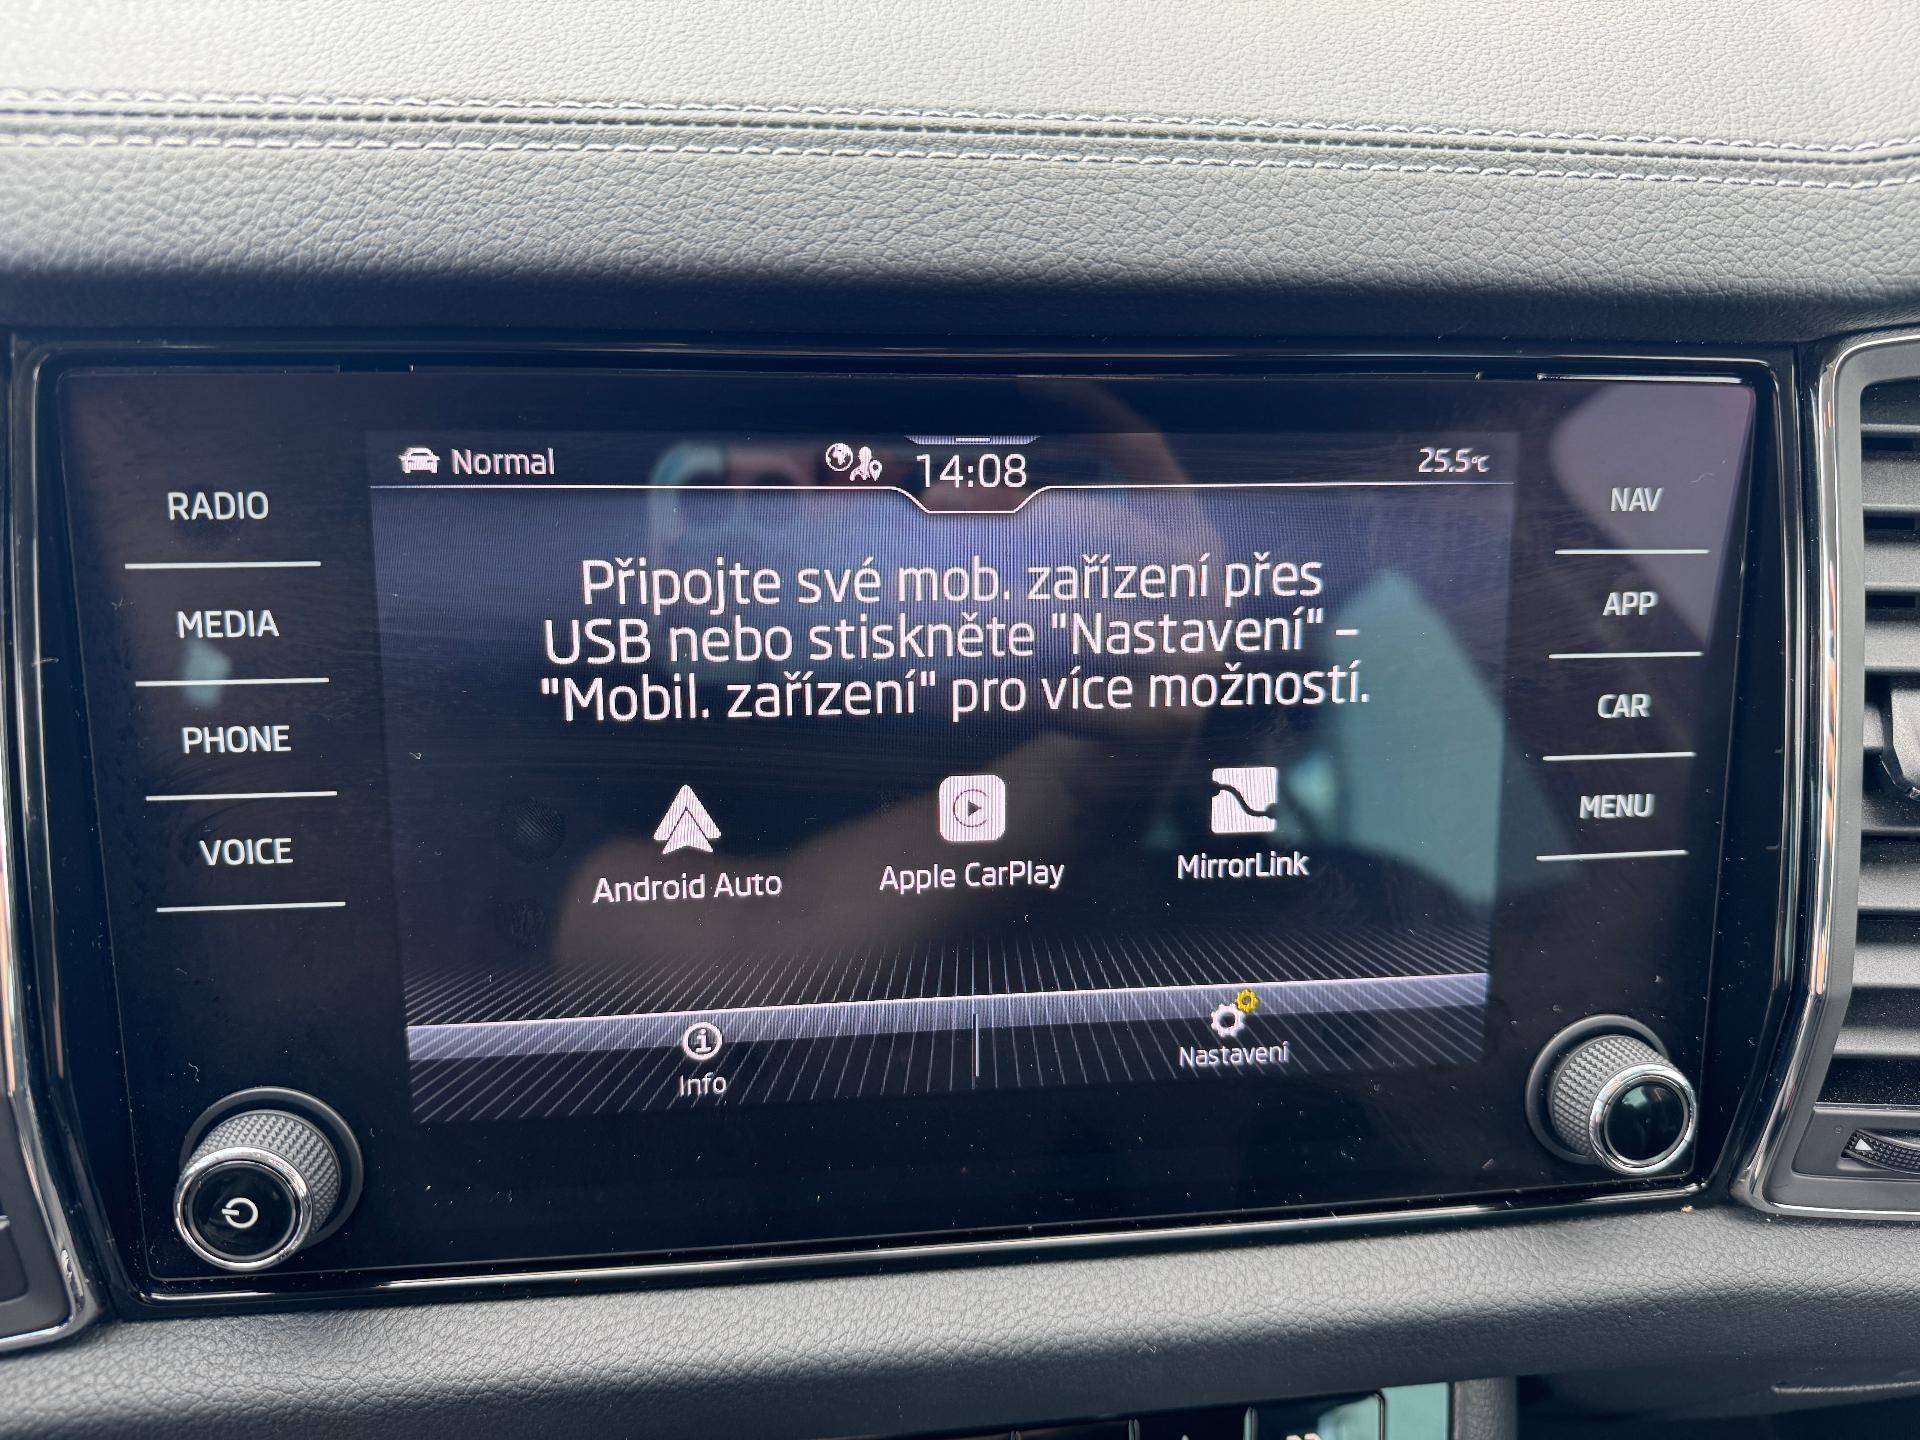 Normal
14:08
25.5°C
RADIO
MEDIA
PHONE
VOICE
Připojte své mob. zařízení přes
USB nebo stiskněte "Nastavení" –
"Mobil. zařízení" pro více možností.
Android Auto
Apple CarPlay
MirrorLink
Info
Nastavení
NAV
APP
CAR
MENU